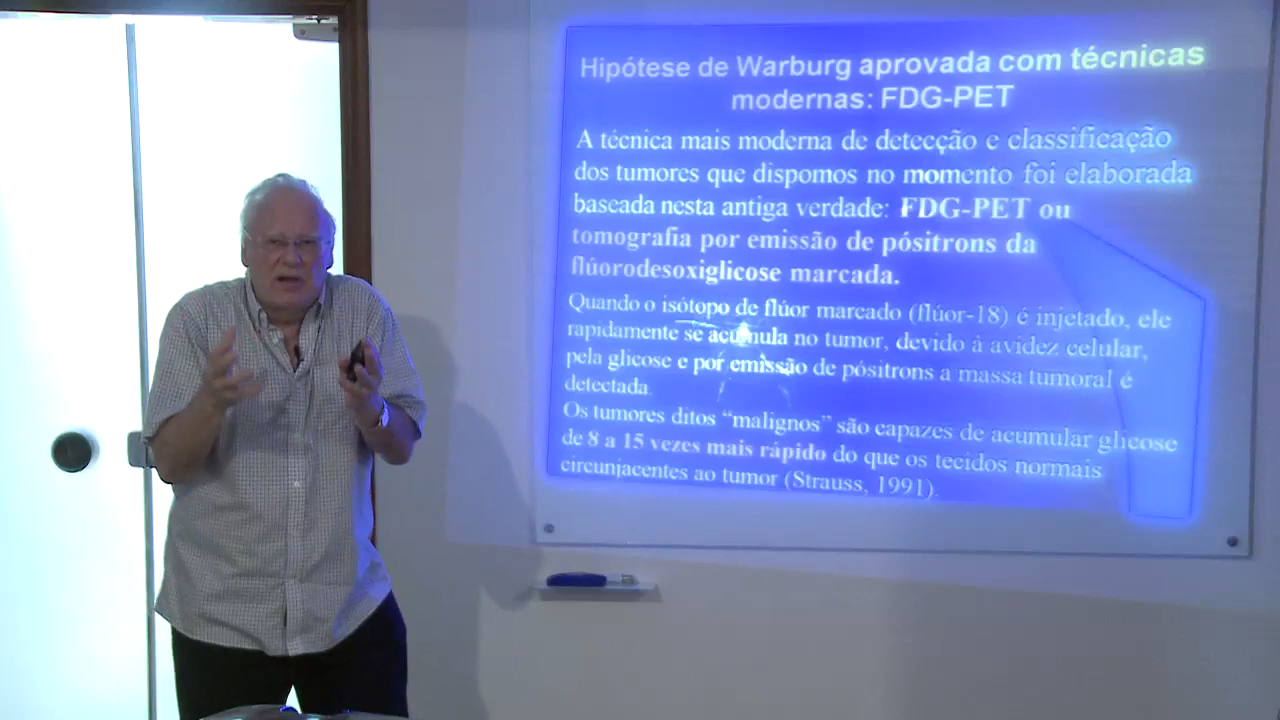 Hipótese de Warburg aprovada com técnicas
modernas: FDG-PET
A técnica mais moderna de detecção e classificação
dos tumores que dispomos no momento foi elaborada
baseada nesta antiga verdade: FDG-PET ou
tomografia por emissão de pósitrons da
flúorodesoxiglicose marcada.
Quando o isótopo de flúor marcado (flúor-18) é injetado, ele
rapidamente se acumula no tumor, devido à avidez celular,
pela glicose e por emissão de pósitrons a massa tumoral é
detectada.
Os tumores ditos “malignos” são capazes de acumular glicose
de 8 a 15 vezes mais rápido do que os tecidos normais
circunjacentes ao tumor (Strauss, 1991).